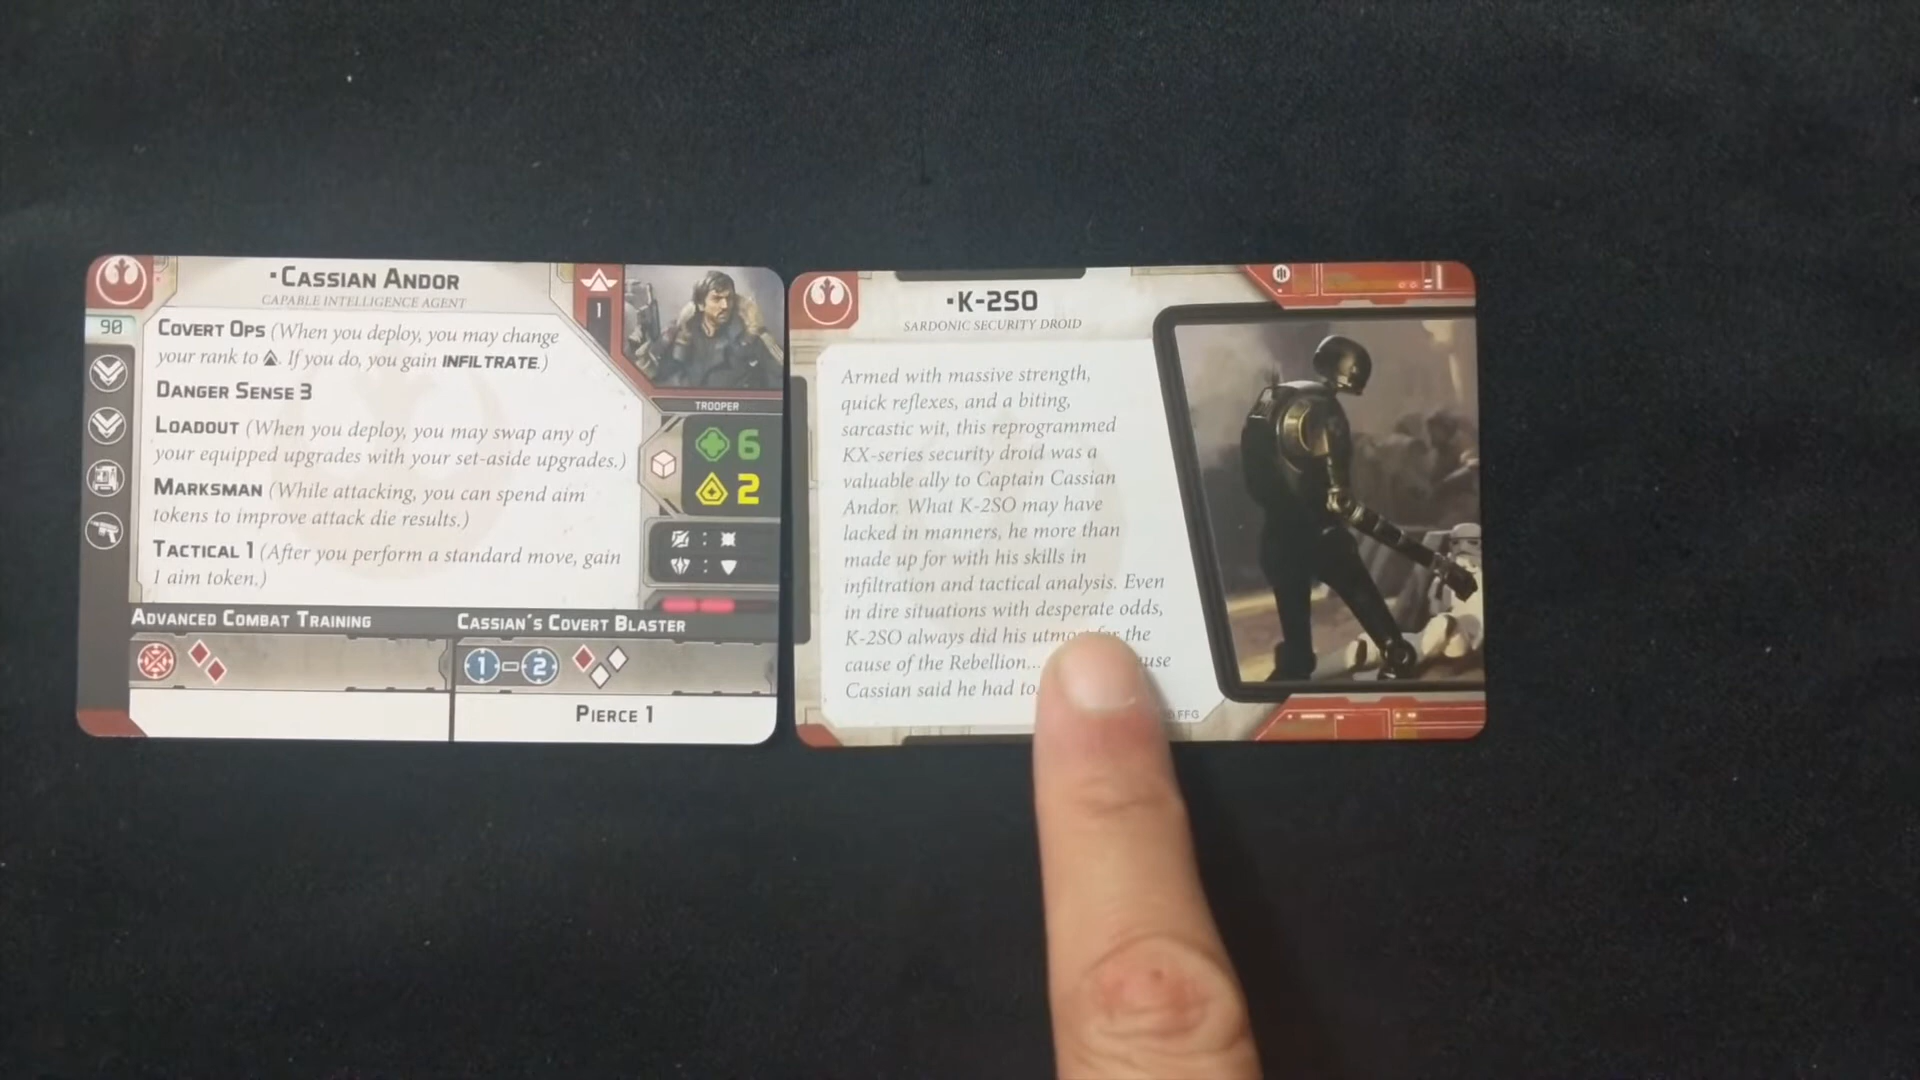 ·CASSIAN ANDOR
CAPABLE INTELLIGENCE AGENT
1
90
COVERT OPS (When you deploy, you may change
your rank to . If you do, you gain INFILTRATE.)
DANGER SENSE 3
LOADOUT (When you deploy, you may swap any of
your equipped upgrades with your set-aside upgrades.)
MARKSMAN (While attacking, you can spend aim
tokens to improve attack die results.)
TACTICAL 1 (After you perform a standard move, gain
1 aim token.)
TROOPER
6
2
: 
: 
ADVANCED COMBAT TRAINING
CASSIAN'S COVERT BLASTER
1-2
PIERCE 1
·K-2SO
SARDONIC SECURITY DROID
Armed with massive strength,
quick reflexes, and a biting,
sarcastic wit, this reprogrammed
KX-series security droid was a
valuable ally to Captain Cassian
Andor. What K-2SO may have
lacked in manners, he more than
made up for with his skills in
infiltration and tactical analysis. Even
in dire situations with desperate odds,
K-2SO always did his the
cause of the Rebellion...
Cassian said he had to.
FFG